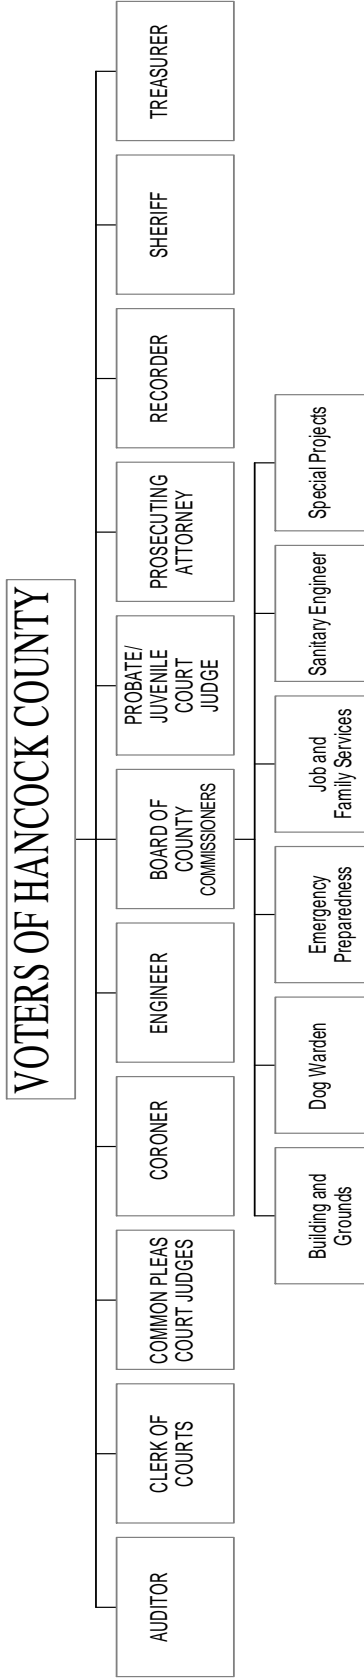 VOTERS OF HANCOCK COUNTY
AUDITOR
CLERK OF
COURTS
COMMON PLEAS
COURT JUDGES
CORONER
ENGINEER
BOARD OF
COUNTY
COMMISSIONERS
PROBATE/
JUVENILE
COURT
JUDGE
PROSECUTING
ATTORNEY
RECORDER
SHERIFF
TREASURER
Building and
Grounds
Dog Warden
Emergency
Preparedness
Job and
Family Services
Sanitary Engineer
Special Projects